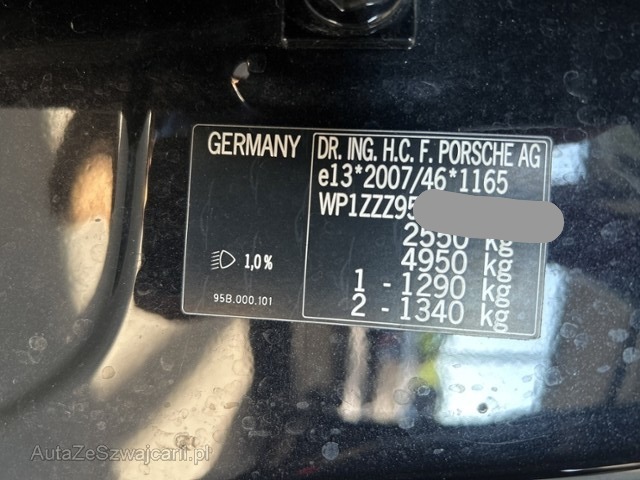 GERMANY
1,0%
95B.000.101
DR. ING. H.C. F. PORSCHE AG
e13*2007/46*1165
WP1ZZZ95
2550 kg
4950 kg
1 - 1290 kg
2 - 1340 kg
AutaZeSzwajcarii.pl